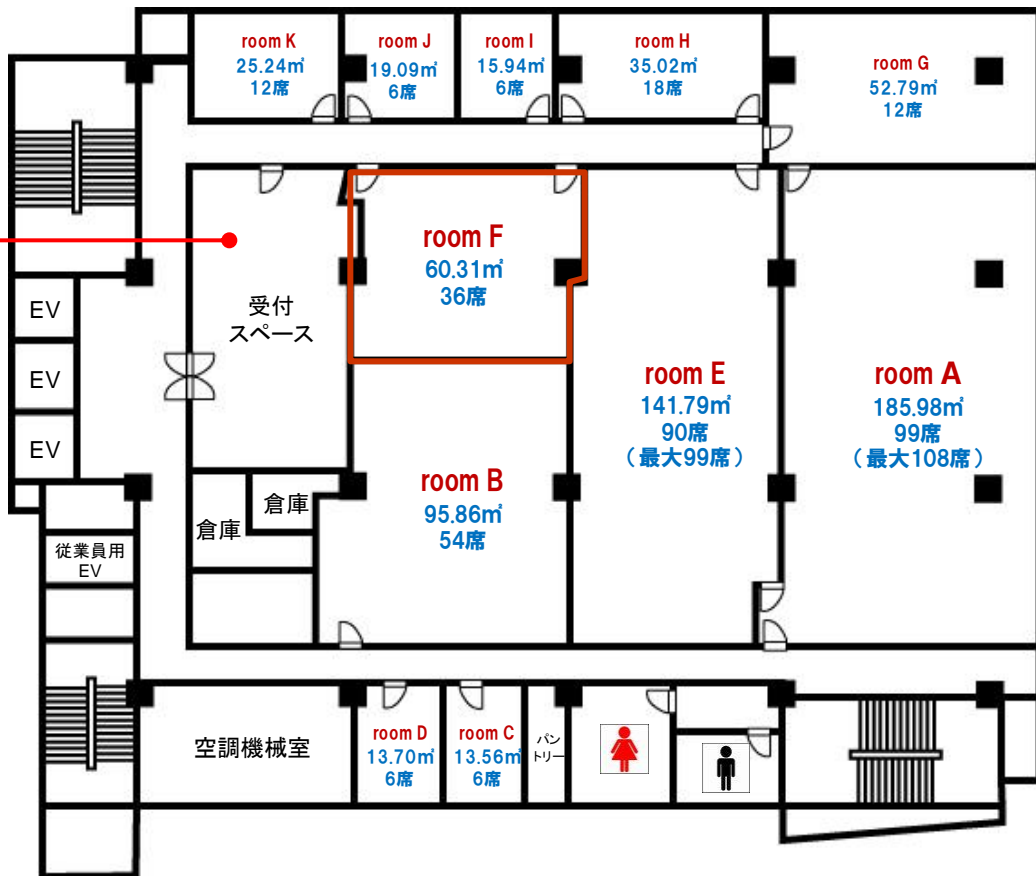 room K
25.24㎡
12席
room J
19.09㎡
6席
room I
15.94㎡
6席
room H
35.02㎡
18席
room G
52.79㎡
12席
room F
60.31㎡
36席
受付
スペース
EV
EV
EV
room E
141.79㎡
90席
（最大99席）
room A
185.98㎡
99席
（最大108席）
room B
95.86㎡
54席
倉庫
倉庫
従業員用
EV
空調機械室
room D
13.70㎡
6席
room C
13.56㎡
6席
パン
トリー